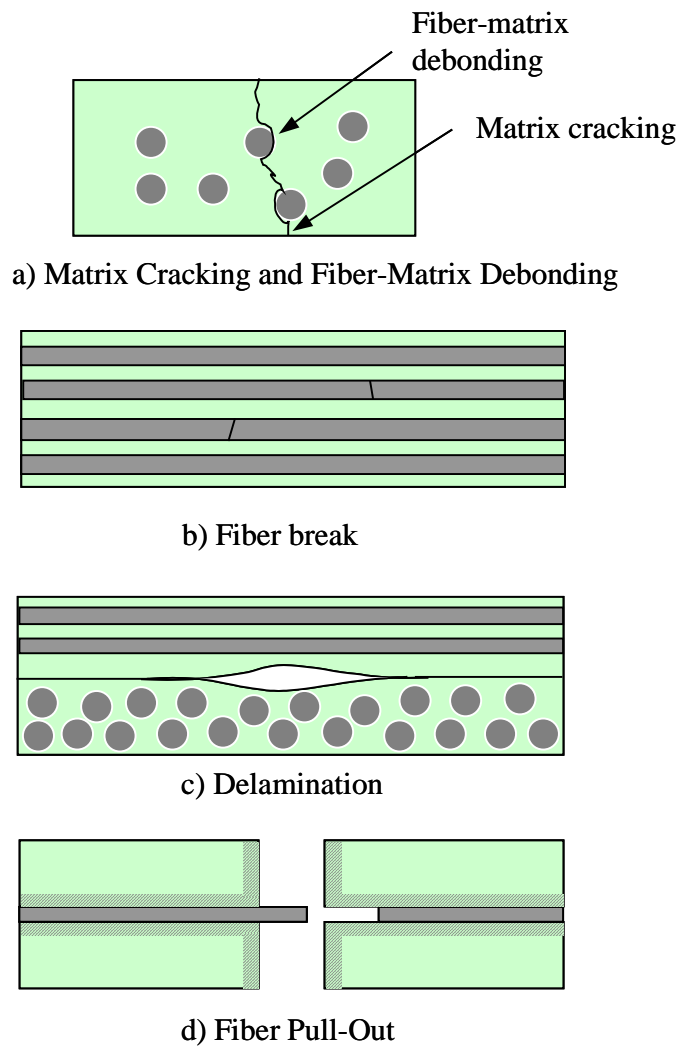 Fiber-matrix
debonding
Matrix cracking
a) Matrix Cracking and Fiber-Matrix Debonding
b) Fiber break
c) Delamination
d) Fiber Pull-Out